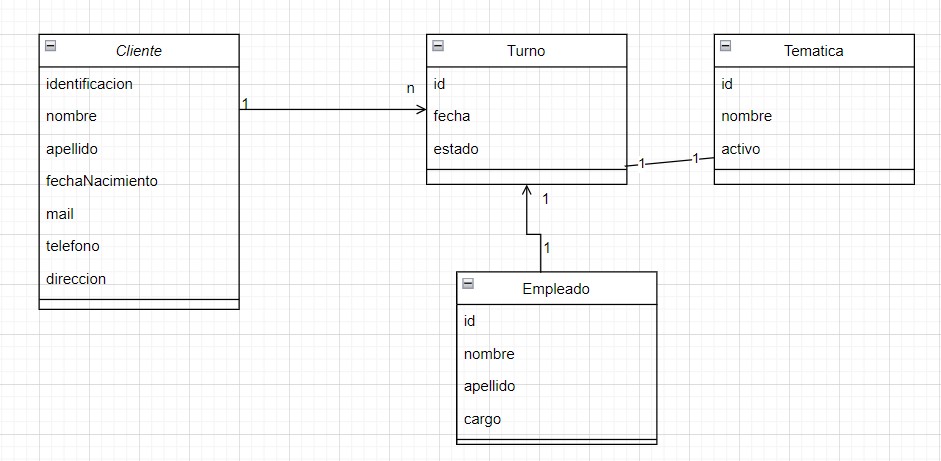 Cliente
identificacion
nombre
apellido
fechaNacimiento
mail
telefono
direccion
1
n
Turno
id
fecha
estado
1
1
Tematica
id
nombre
activo
1
1
Empleado
id
nombre
apellido
cargo